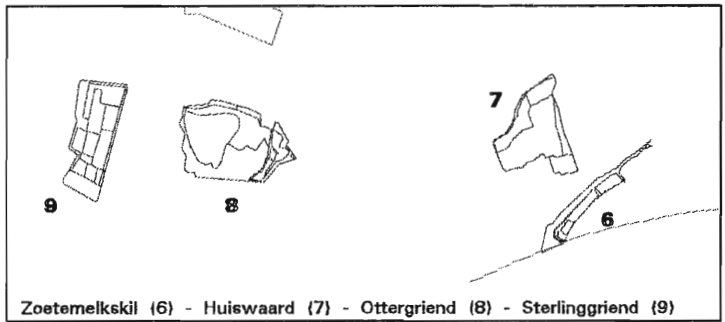 7
9
8
6
Zoetemelkskil (6) - Huiswaard (7) - Ottergriend (8) - Sterlinggriend (9)